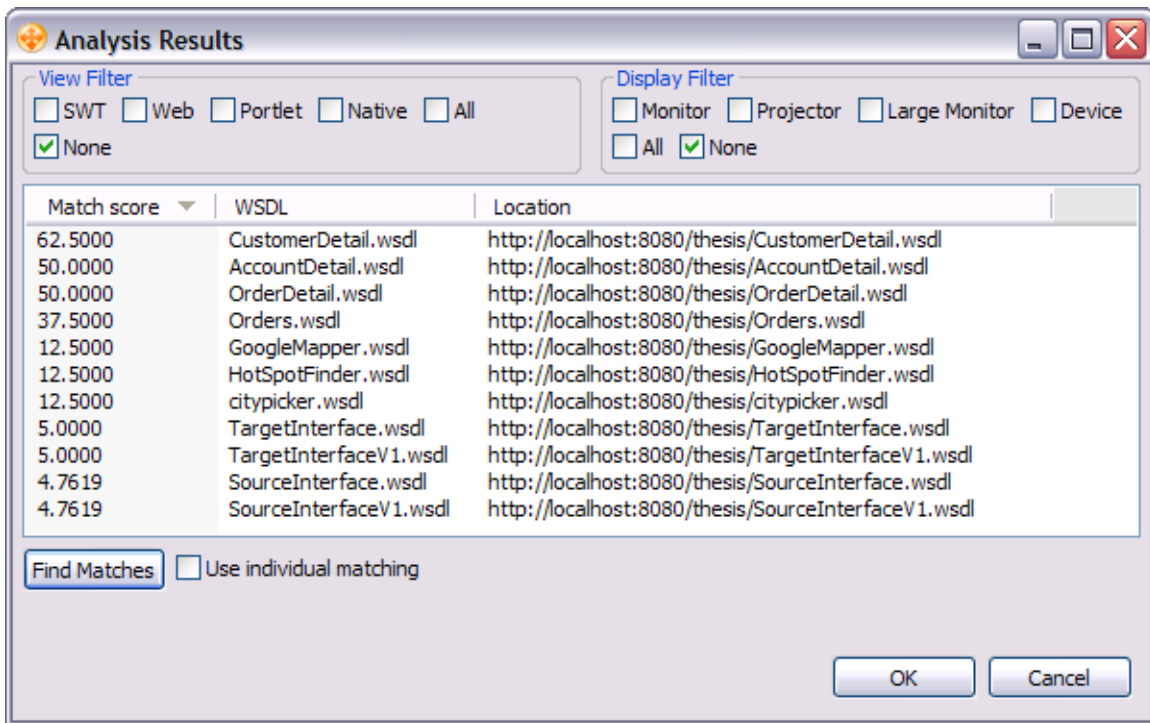 Analysis Results
View Filter
SWT Web Portlet Native All
None
Display Filter
Monitor Projector Large Monitor Device
All None
Match score WSDL Location
62.5000 CustomerDetail.wsdl http://localhost:8080/thesis/CustomerDetail.wsdl
50.0000 AccountDetail.wsdl http://localhost:8080/thesis/AccountDetail.wsdl
50.0000 OrderDetail.wsdl http://localhost:8080/thesis/OrderDetail.wsdl
37.5000 Orders.wsdl http://localhost:8080/thesis/Orders.wsdl
12.5000 GoogleMapper.wsdl http://localhost:8080/thesis/GoogleMapper.wsdl
12.5000 HotSpotFinder.wsdl http://localhost:8080/thesis/HotSpotFinder.wsdl
12.5000 citypicker.wsdl http://localhost:8080/thesis/citypicker.wsdl
5.0000 TargetInterface.wsdl http://localhost:8080/thesis/TargetInterface.wsdl
5.0000 TargetInterfaceV1.wsdl http://localhost:8080/thesis/TargetInterfaceV1.wsdl
4.7619 SourceInterface.wsdl http://localhost:8080/thesis/SourceInterface.wsdl
4.7619 SourceInterfaceV1.wsdl http://localhost:8080/thesis/SourceInterfaceV1.wsdl
Find Matches Use individual matching
OK Cancel